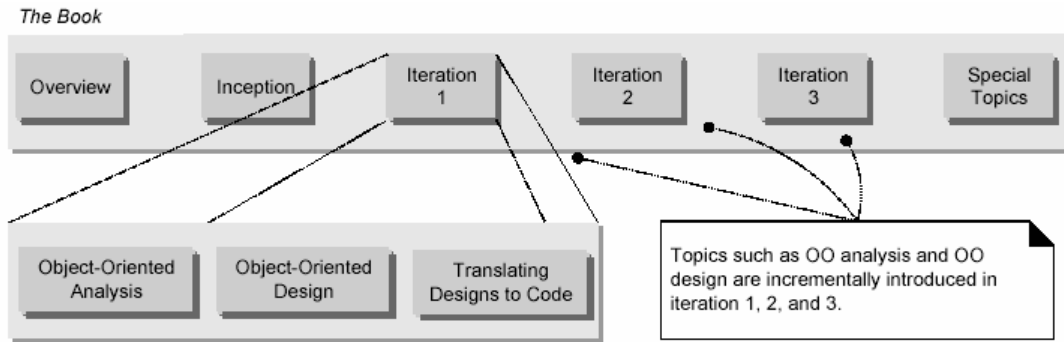 The Book
Overview
Inception
Iteration
1
Iteration
2
Iteration
3
Special
Topics
Object-Oriented
Analysis
Object-Oriented
Design
Translating
Designs to Code
Topics such as OO analysis and OO
design are incrementally introduced in
iteration 1, 2, and 3.